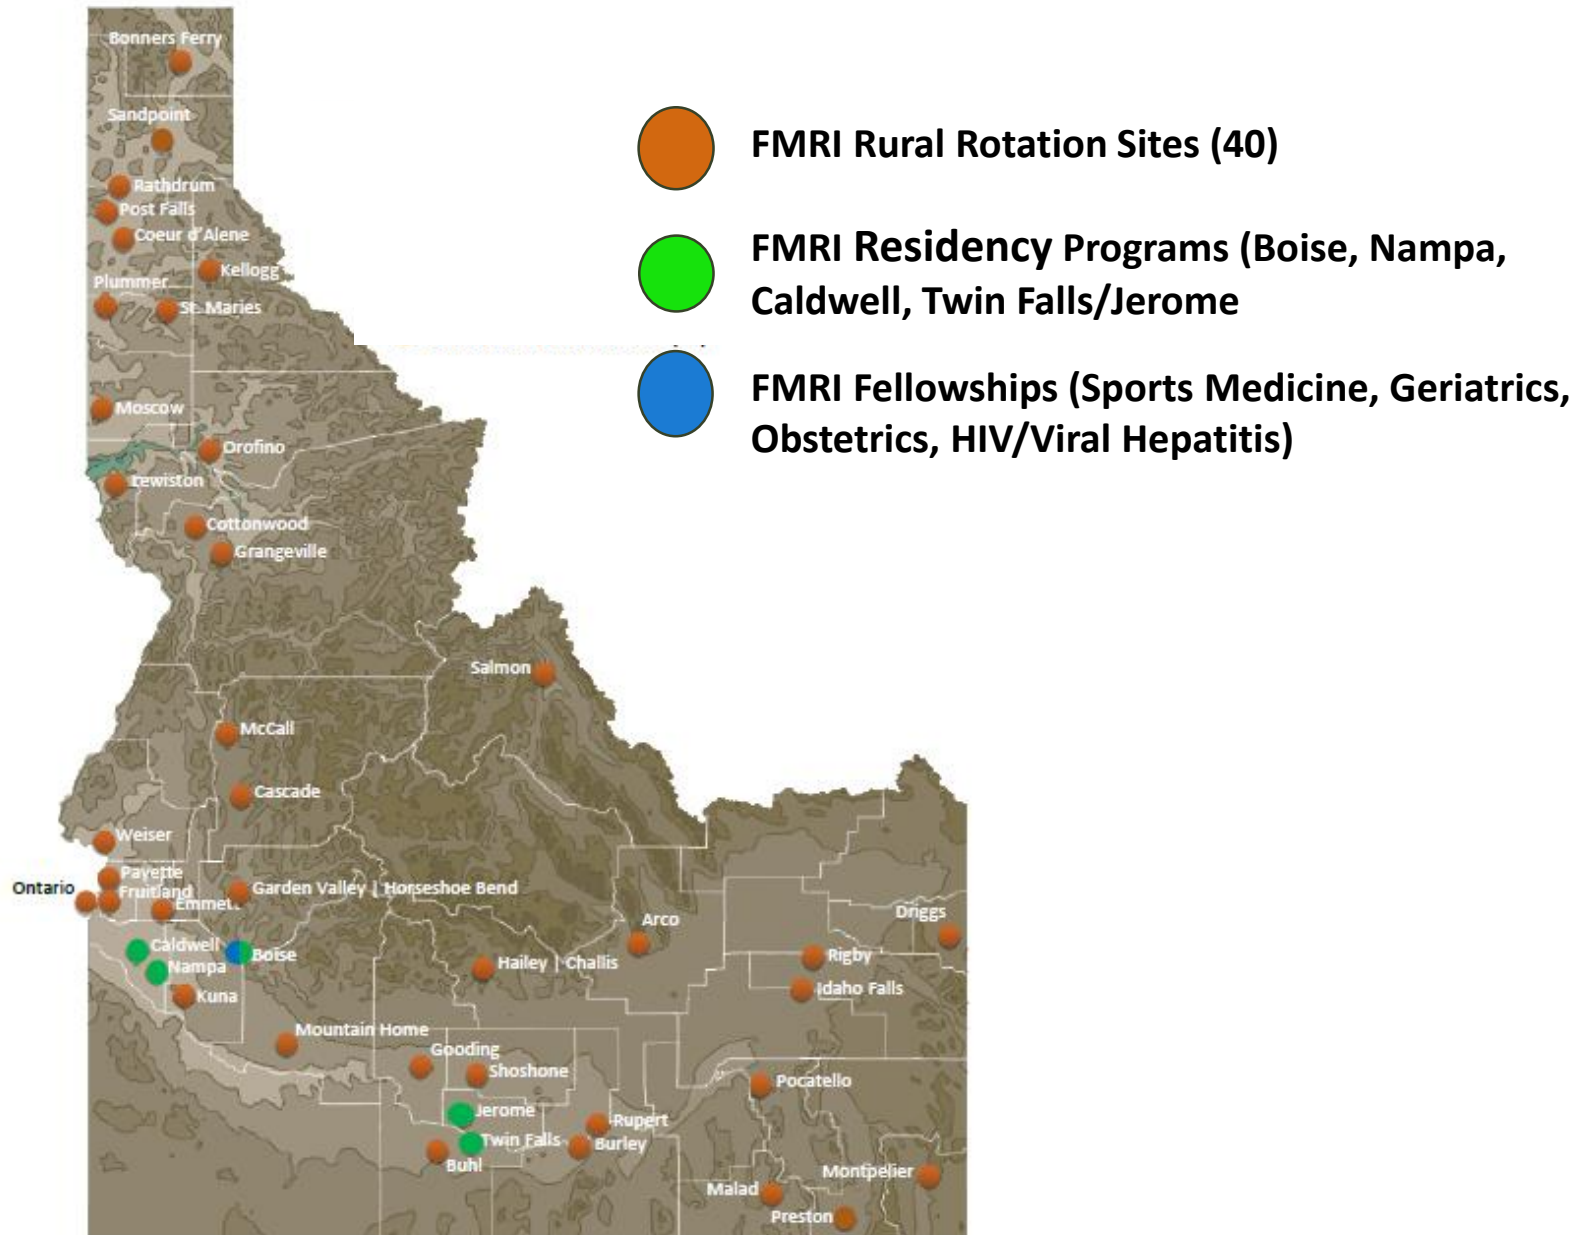 Bonners Ferry
Sandpoint
Rathdrum
Post Falls
Coeur d'Alene
Kellogg
Plummer
St. Maries
Moscow
Orofino
Lewiston
Cottonwood
Grangeville
Salmon
McCall
Cascade
Weiser
Payette
Ontario
Fruitland
Emmett
Garden Valley | Horseshoe Bend
Arco
Driggs
Caldwell
Boise
Nampa
Kuna
Hailey | Challis
Rigby
Idaho Falls
Mountain Home
Gooding
Shoshone
Pocatello
Jerome
Rupert
Twin Falls
Burley
Buhl
Montpelier
Malad
Preston
FMRI Rural Rotation Sites (40)
FMRI Residency Programs (Boise, Nampa,
Caldwell, Twin Falls/Jerome
FMRI Fellowships (Sports Medicine, Geriatrics,
Obstetrics, HIV/Viral Hepatitis)